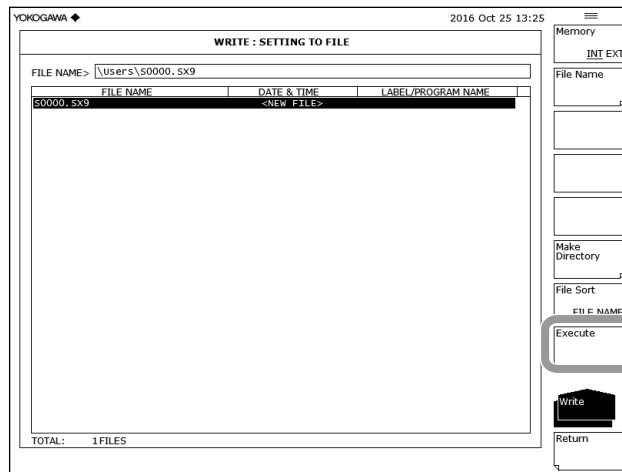 YOKOGAWA ◆
2016 Oct 25 13:25
WRITE : SETTING TO FILE
FILE NAME> \Users\S0000.SX9
FILE NAME DATE & TIME LABEL/PROGRAM NAME
S0000.SX9 <NEW FILE>
TOTAL: 1FILES
Memory
INT EXT
File Name
Make
Directory
File Sort
FILE NAME
Execute
Write
Return